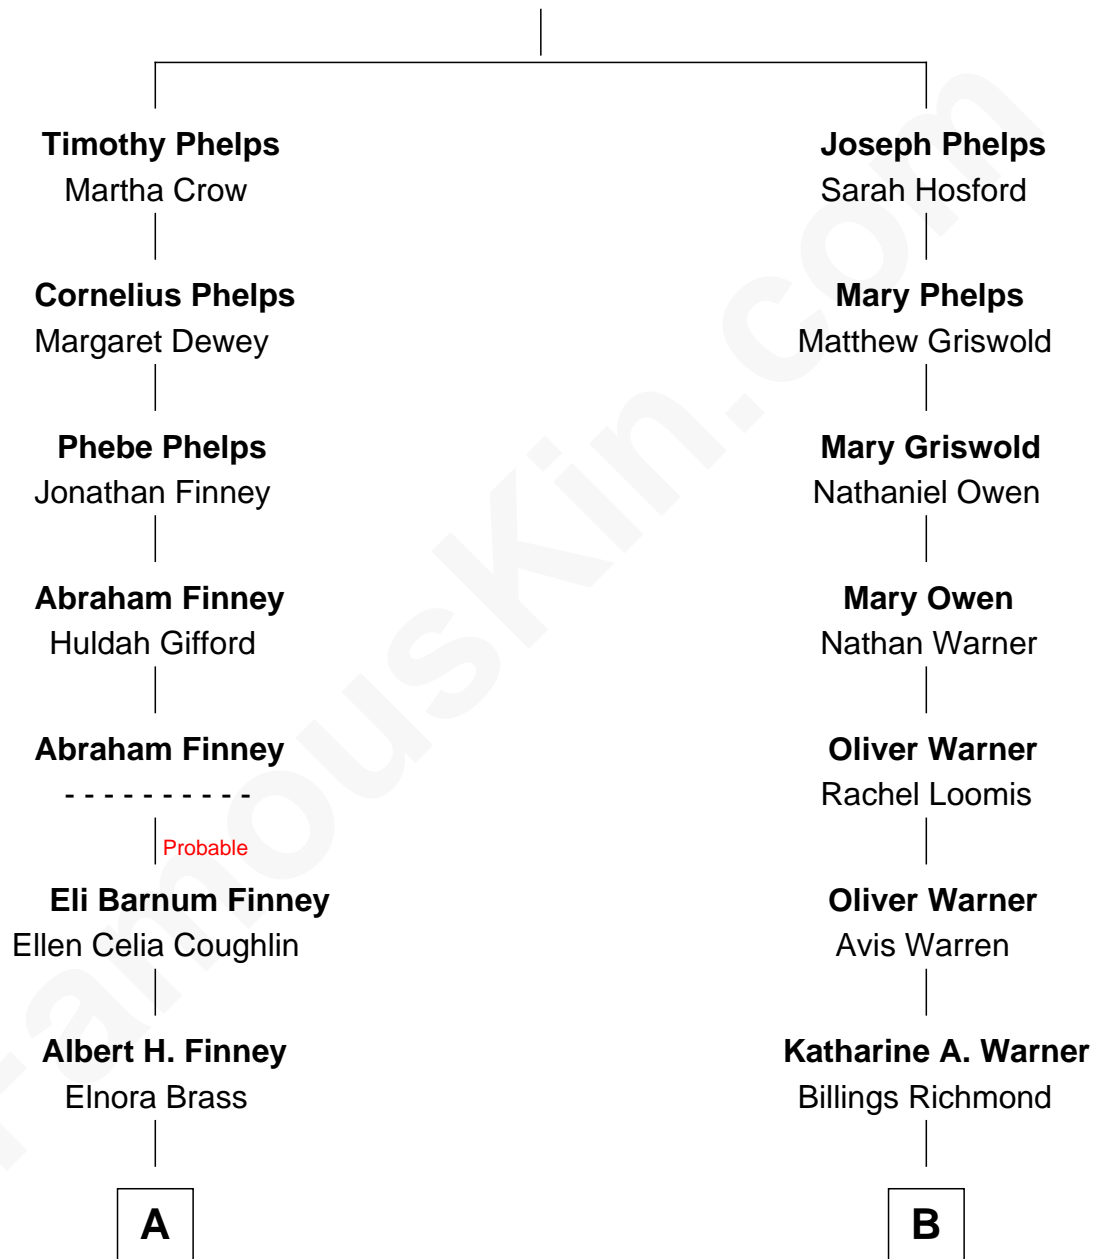 Timothy Phelps
Martha Crow
Cornelius Phelps
Margaret Dewey
Phebe Phelps
Jonathan Finney
Abraham Finney
Huldah Gifford
Abraham Finney
- - - - - - - - - -
Probable
Eli Barnum Finney
Ellen Celia Coughlin
Albert H. Finney
Elnora Brass
A
Joseph Phelps
Sarah Hosford
Mary Phelps
Matthew Griswold
Mary Griswold
Nathaniel Owen
Mary Owen
Nathan Warner
Oliver Warner
Rachel Loomis
Oliver Warner
Avis Warren
Katharine A. Warner
Billings Richmond
B
FamousKin.com